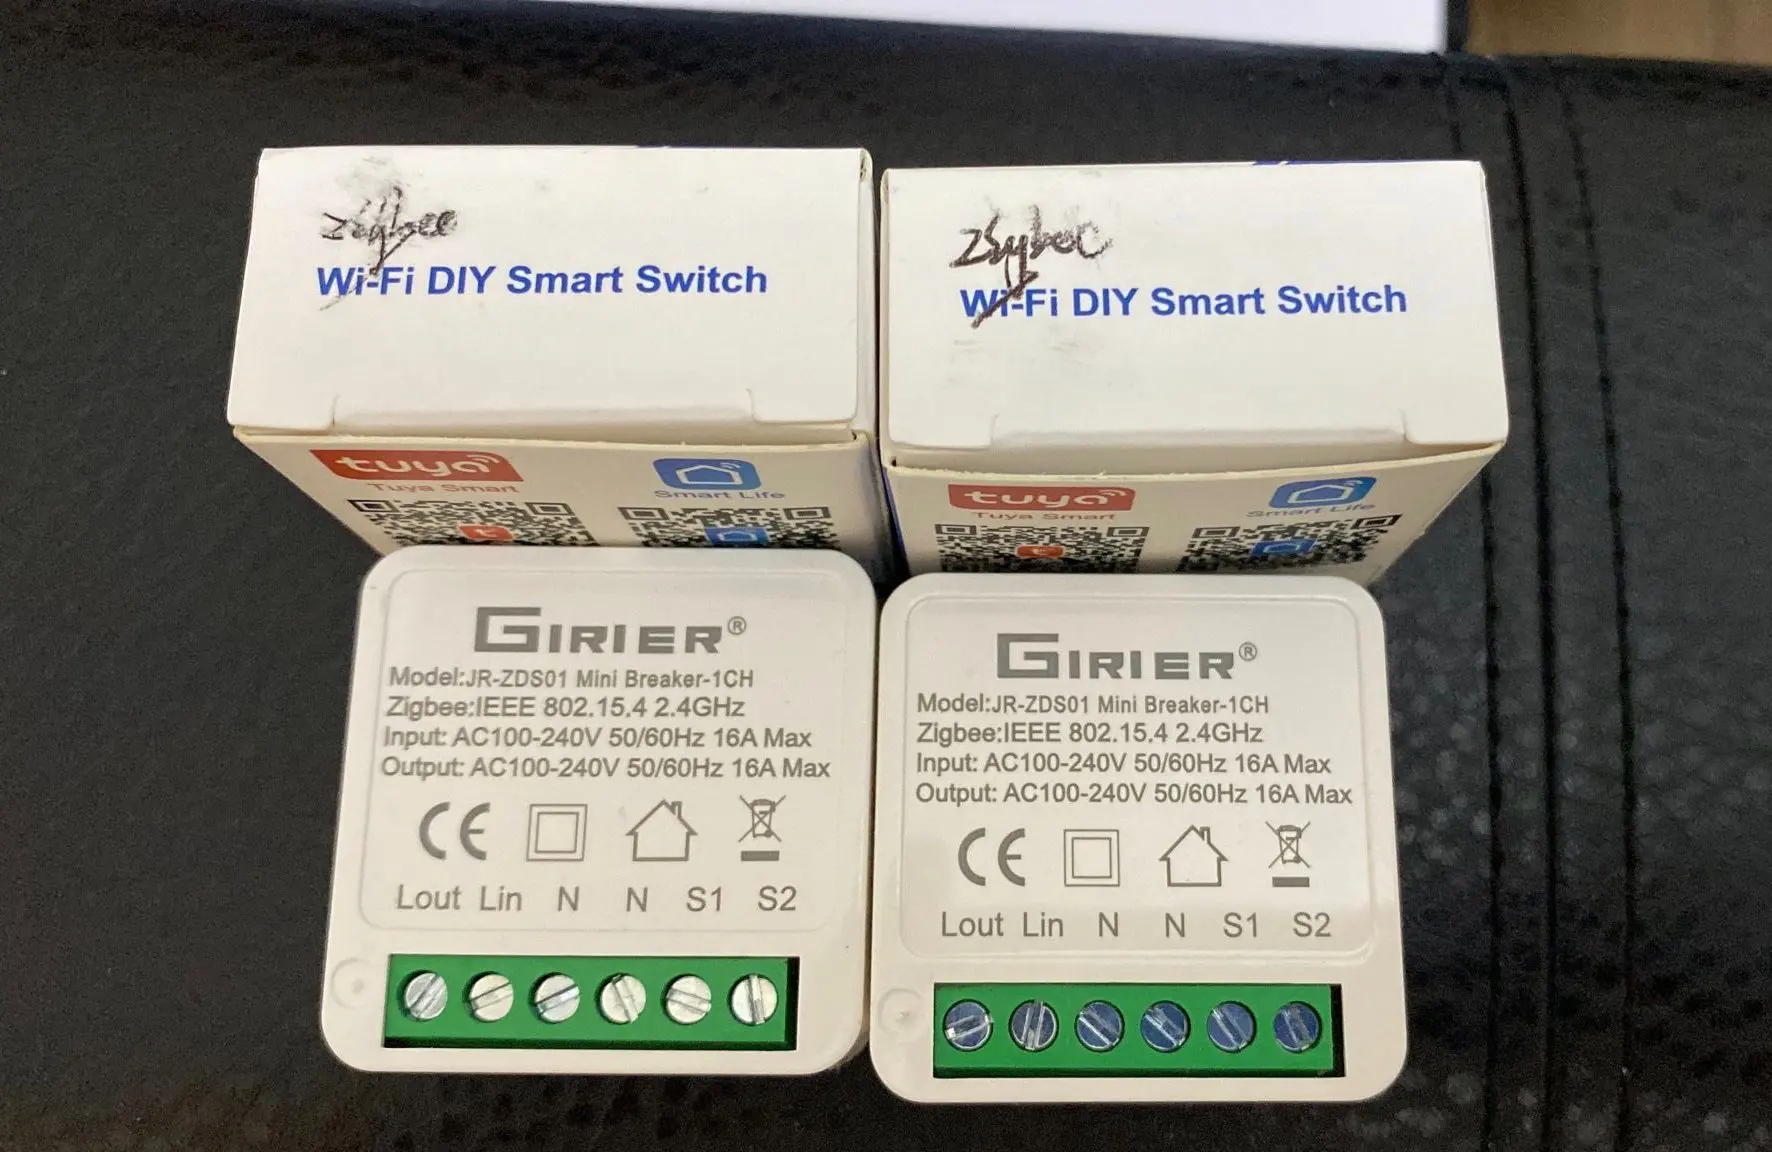 Zsybee
Wi-Fi DIY Smart Switch
tuya
Tuya Smart
Smart Life
GIRIER®
Model:JR-ZDS01 Mini Breaker-1CH
Zigbee:IEEE 802.15.4 2.4GHz
Input: AC100-240V 50/60Hz 16A Max
Output: AC100-240V 50/60Hz 16A Max
CE
Lout Lin N N S1 S2
Zsybee
Wi-Fi DIY Smart Switch
tuya
Tuya Smart
Smart Life
GIRIER®
Model:JR-ZDS01 Mini Breaker-1CH
Zigbee:IEEE 802.15.4 2.4GHz
Input: AC100-240V 50/60Hz 16A Max
Output: AC100-240V 50/60Hz 16A Max
CE
Lout Lin N N S1 S2